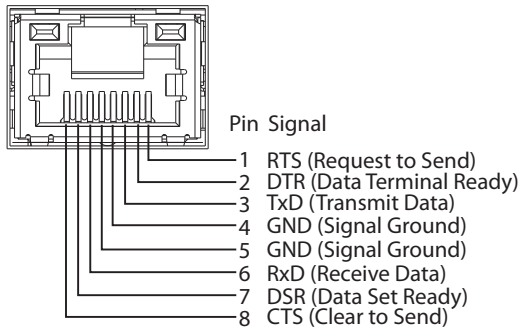 Pin Signal
1 RTS (Request to Send)
2 DTR (Data Terminal Ready)
3 TxD (Transmit Data)
4 GND (Signal Ground)
5 GND (Signal Ground)
6 RxD (Receive Data)
7 DSR (Data Set Ready)
8 CTS (Clear to Send)